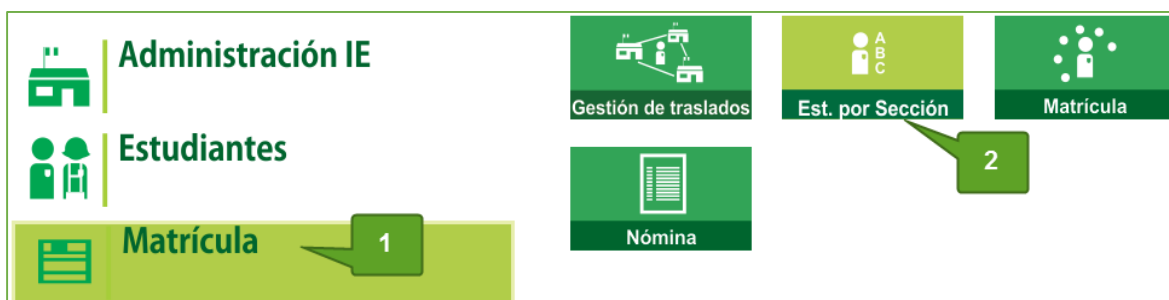 Administración IE
Estudiantes
Matrícula
1
Gestión de traslados
A
B
C
Est. por Sección
Matrícula
2
Nómina